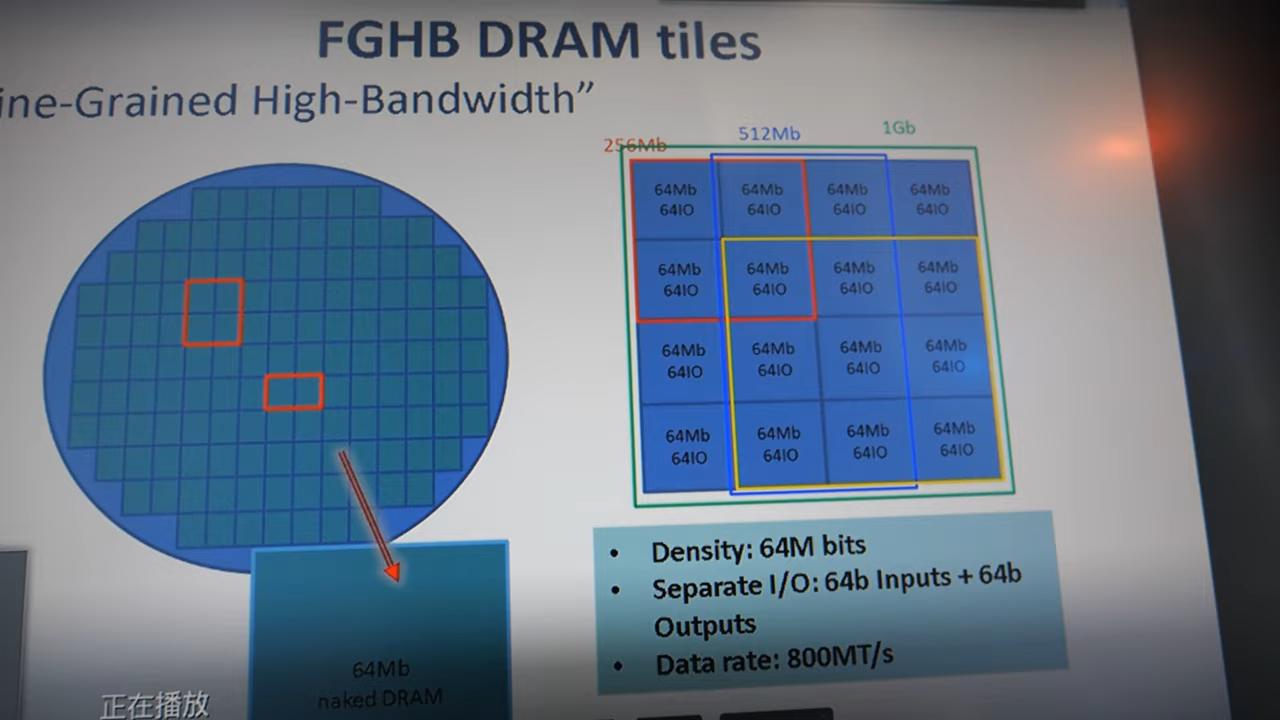 FGHB DRAM tiles
ine-Grained High-Bandwidth”
256Mb 512Mb 1Gb
64Mb 64Mb 64Mb 64Mb
64IO 64IO 64IO 64IO
64Mb 64Mb 64Mb 64Mb
64IO 64IO 64IO 64IO
64Mb 64Mb 64Mb 64Mb
64IO 64IO 64IO 64IO
64Mb 64Mb 64Mb 64Mb
64IO 64IO 64IO 64IO
• Density: 64M bits
• Separate I/O: 64b Inputs + 64b
Outputs
• Data rate: 800MT/s
64Mb
naked DRAM
正在播放